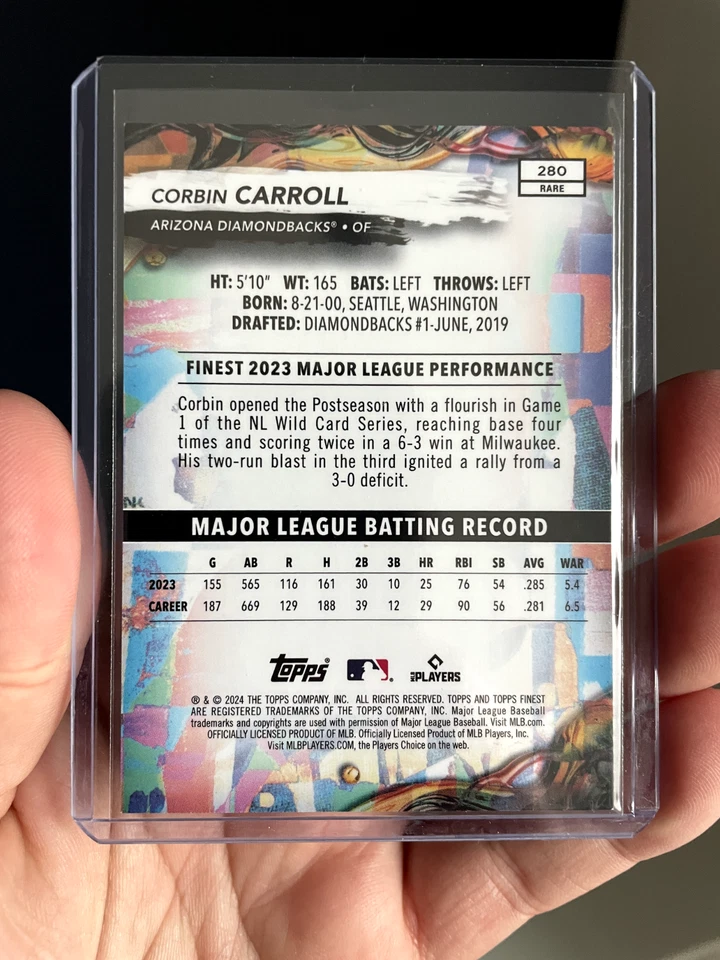 280
RARE
CORBIN CARROLL
ARIZONA DIAMONDBACKS® • OF
HT: 5'10" WT: 165 BATS: LEFT THROWS: LEFT
BORN: 8-21-00, SEATTLE, WASHINGTON
DRAFTED: DIAMONDBACKS #1-JUNE, 2019
FINEST 2023 MAJOR LEAGUE PERFORMANCE
Corbin opened the Postseason with a flourish in Game
1 of the NL Wild Card Series, reaching base four
times and scoring twice in a 6-3 win at Milwaukee.
His two-run blast in the third ignited a rally from a
3-0 deficit.
MAJOR LEAGUE BATTING RECORD
G AB R H 2B 3B HR RBI SB AVG WAR
2023 155 565 116 161 30 10 25 76 54 .285 5.4
CAREER 187 669 129 188 39 12 29 90 56 .281 6.5
topps® PLAYERS
® & © 2024 THE TOPPS COMPANY, INC. ALL RIGHTS RESERVED. TOPPS AND TOPPS FINEST
ARE REGISTERED TRADEMARKS OF THE TOPPS COMPANY, INC. Major League Baseball
trademarks and copyrights are used with permission of Major League Baseball. Visit MLB.com.
OFFICIALLY LICENSED PRODUCT OF MLB. Officially Licensed Product of MLB Players, Inc.
Visit MLBPLAYERS.COM, the Players Choice on the web.